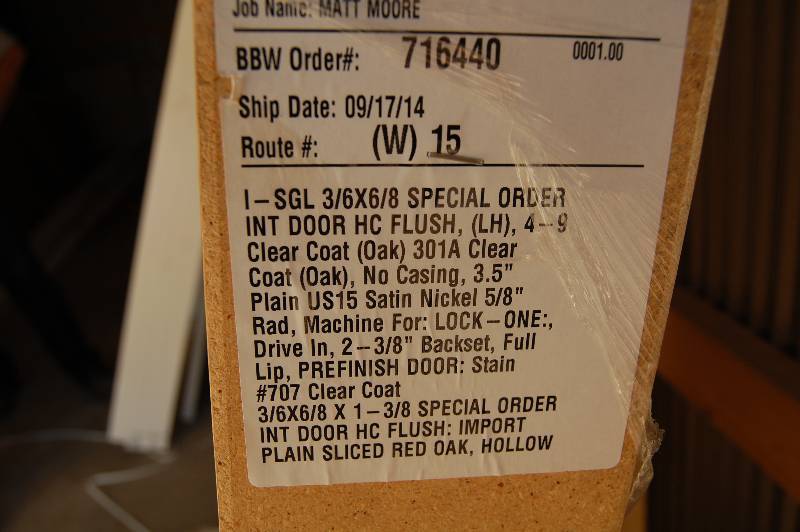 Job Name: MATT MOORE
BBW Order#: 716440 0001.00
Ship Date: 09/17/14
Route #: (W) 15
I-SGL 3/6X6/8 SPECIAL ORDER
INT DOOR HC FLUSH, (LH), 4-9
Clear Coat (Oak) 301A Clear
Coat (Oak), No Casing, 3.5"
Plain US15 Satin Nickel 5/8"
Rad, Machine For: LOCK-ONE:,
Drive In, 2-3/8" Backset, Full
Lip, PREFINISH DOOR: Stain
#707 Clear Coat
3/6X6/8 X 1-3/8 SPECIAL ORDER
INT DOOR HC FLUSH: IMPORT
PLAIN SLICED RED OAK, HOLLOW